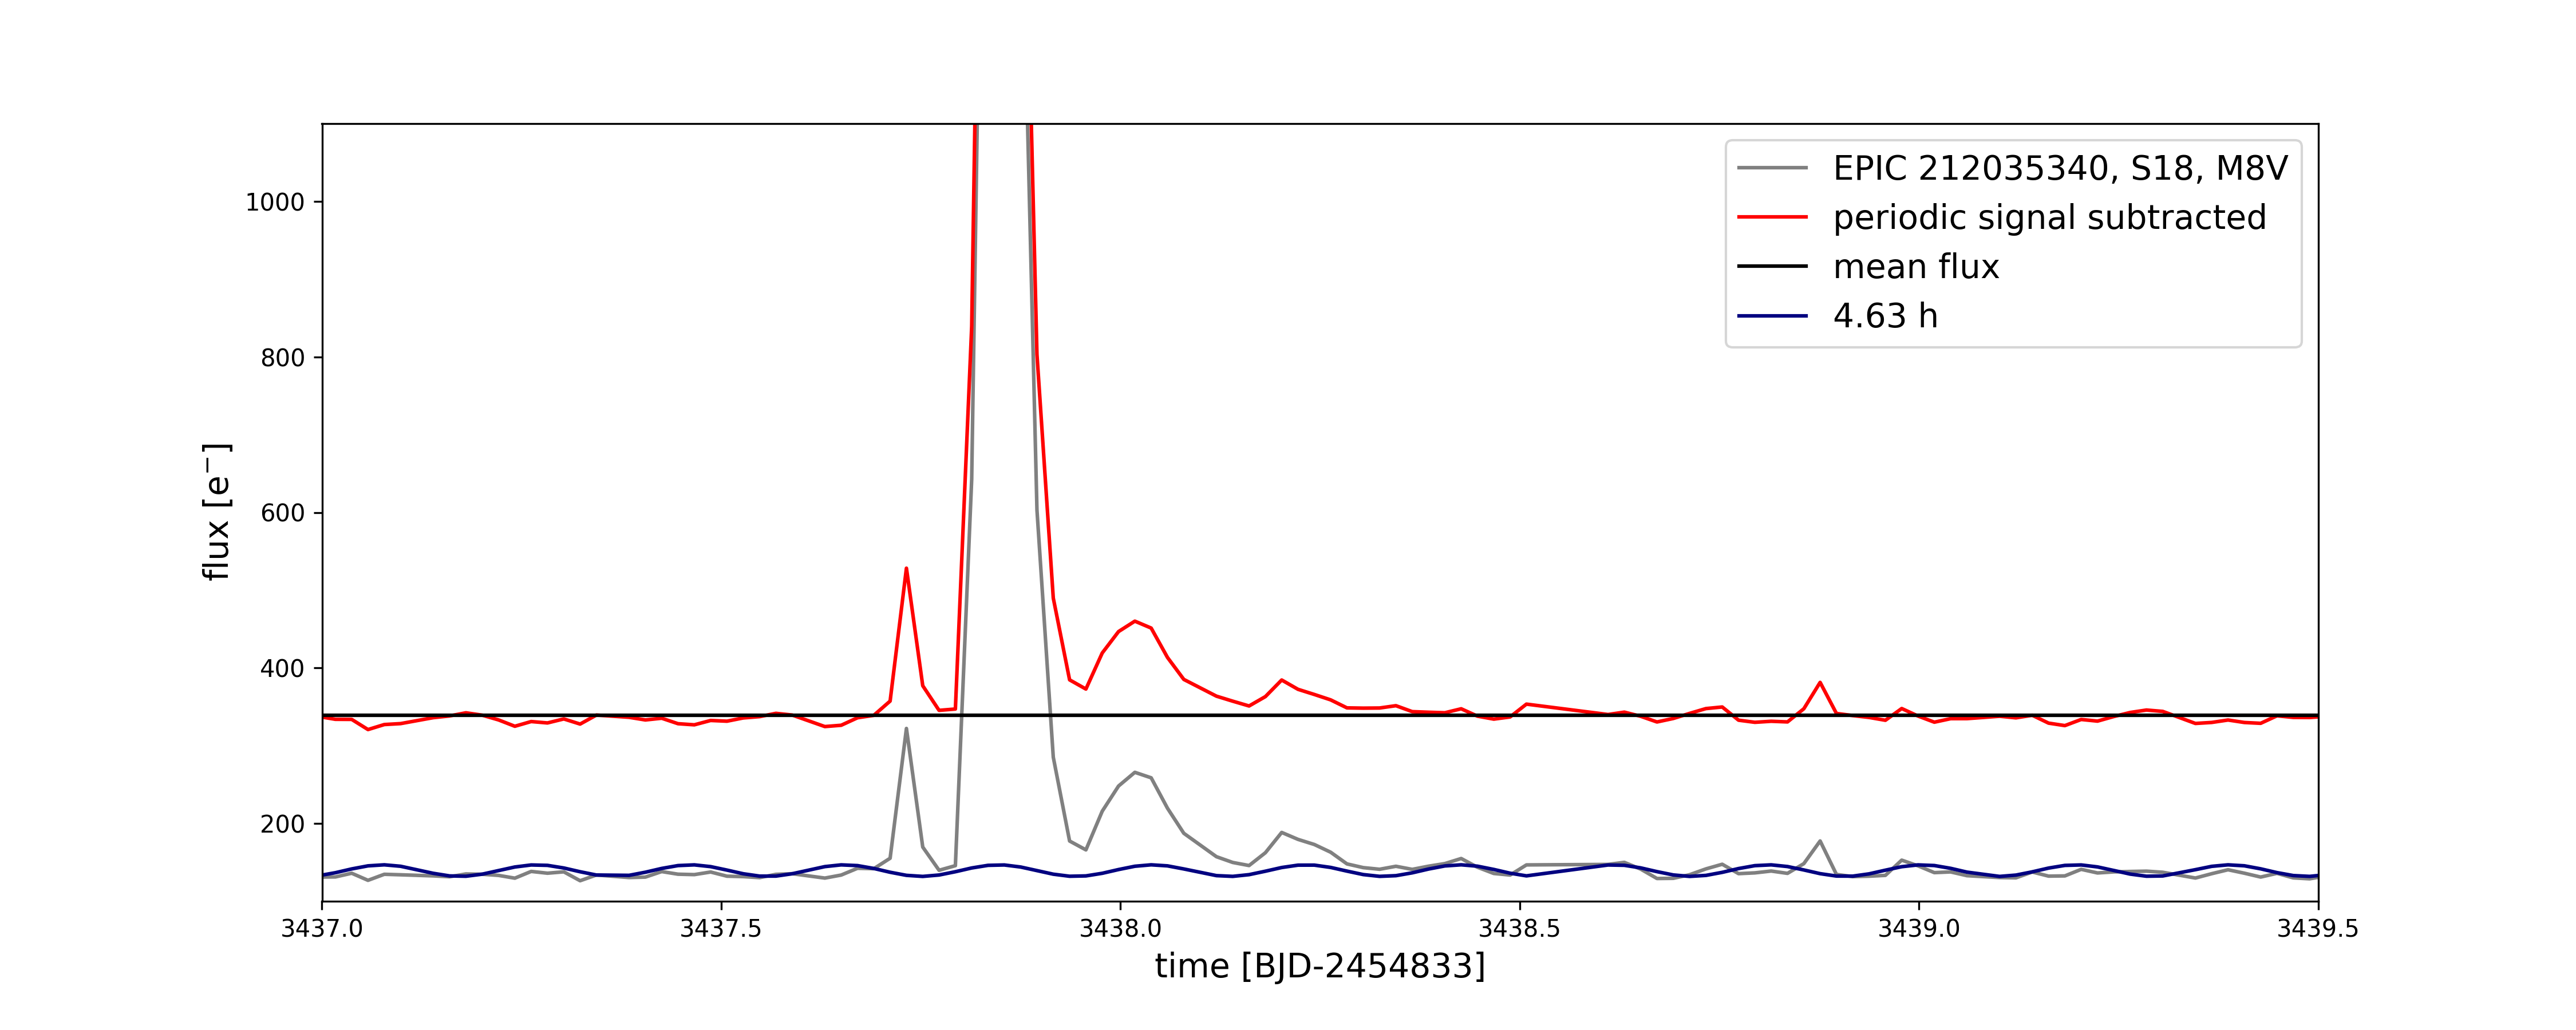 EPIC 212035340, S18, M8V
periodic signal subtracted
mean flux
4.63 h
1000
800
600
400
200
flux [e⁻]
3437.0 3437.5 3438.0 3438.5 3439.0 3439.5
time [BJD-2454833]